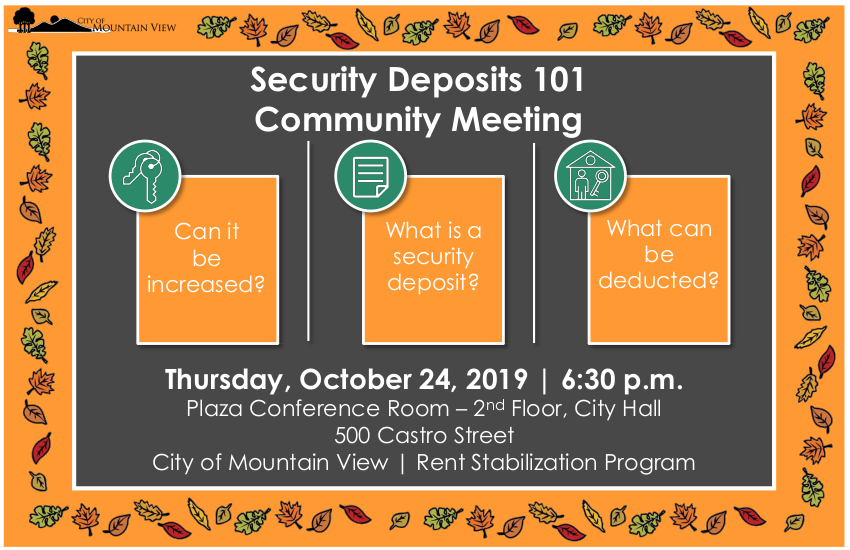 CITY OF
MOUNTAIN VIEW
Security Deposits 101
Community Meeting
Can it
be
increased?
What is a
security
deposit?
What can
be
deducted?
Thursday, October 24, 2019 | 6:30 p.m.
Plaza Conference Room – 2nd Floor, City Hall
500 Castro Street
City of Mountain View | Rent Stabilization Program